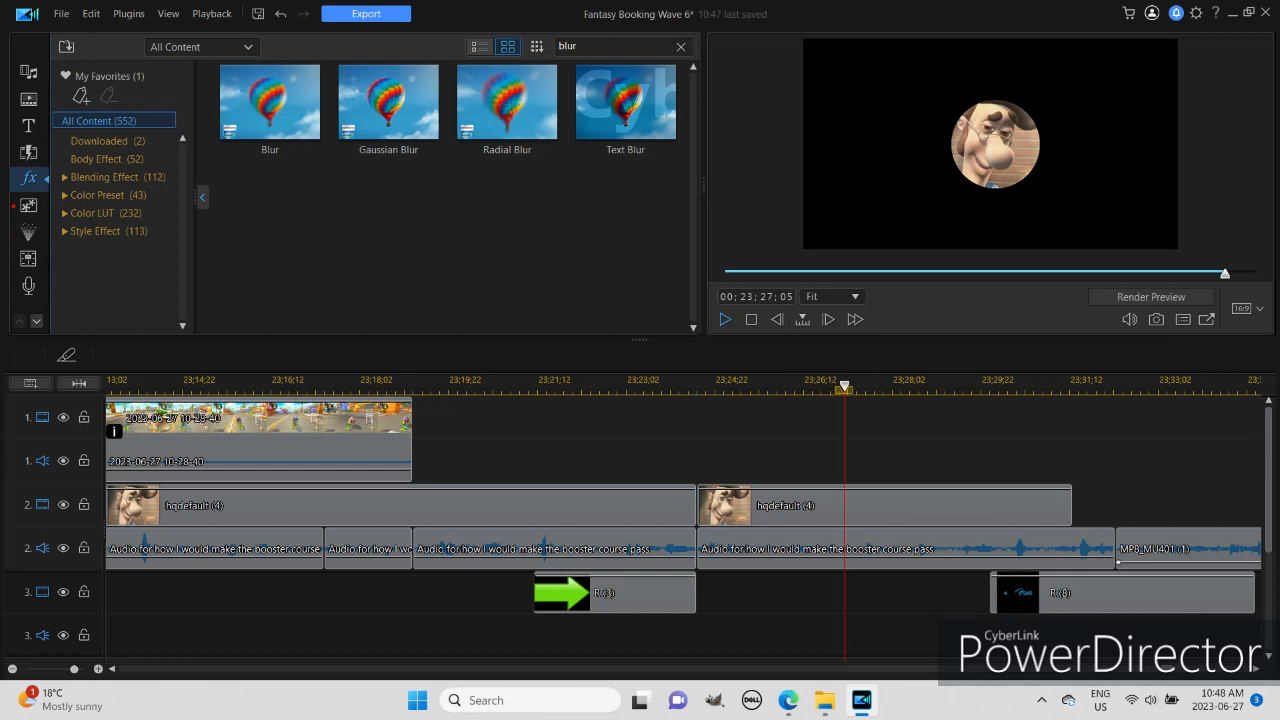 File Edit Plugins View Playback Export Fantasy Booking Wave 6* 10:47 last saved
All Content blur
My Favorites (1)
All Content (552)
Downloaded (2)
Body Effect (52)
Blending Effect (112)
Color Preset (43)
Color LUT (232)
Style Effect (113)
Blur Gaussian Blur Radial Blur Text Blur
00; 23; 27; 05 Fit Render Preview
16:9
13;02 23;14;22 23;16;12 23;18;02 23;19;22 23;21;12 23;23;02 23;24;22 23;26;12 23;28;02 23;29;22 23;31;12 23;33;02 23;
1. 2023-06-27 10-28-40
1. 2023-06-27 10-28-40
2. hqdefault (4) hqdefault (4)
2. Audio for how I would make the booster course Audio for how I wo Audio for how I would make the booster course pass Audio for how I would make the booster course pass MP8_MU401 (1)
3. R (3) R (8)
3.
CyberLink
PowerDirector
1 18°C
Mostly sunny
Search
DELL
ENG
US
10:48 AM
2023-06-27
3